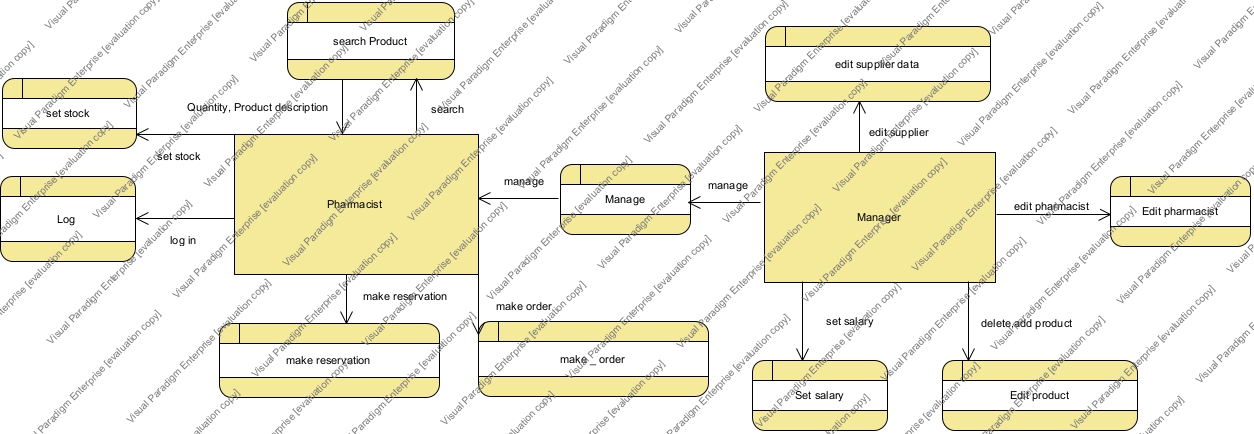 search Product
edit supplier data
set stock
Quantity, Product description
search
edit supplier
set stock
manage
manage
Manage
Pharmacist
Manager
edit pharmacist
Edit pharmacist
Log
log in
make reservation
make order
set salary
delete,add product
make reservation
make _ order
Set salary
Edit product
Visual Paradigm Enterprise [evaluation copy]